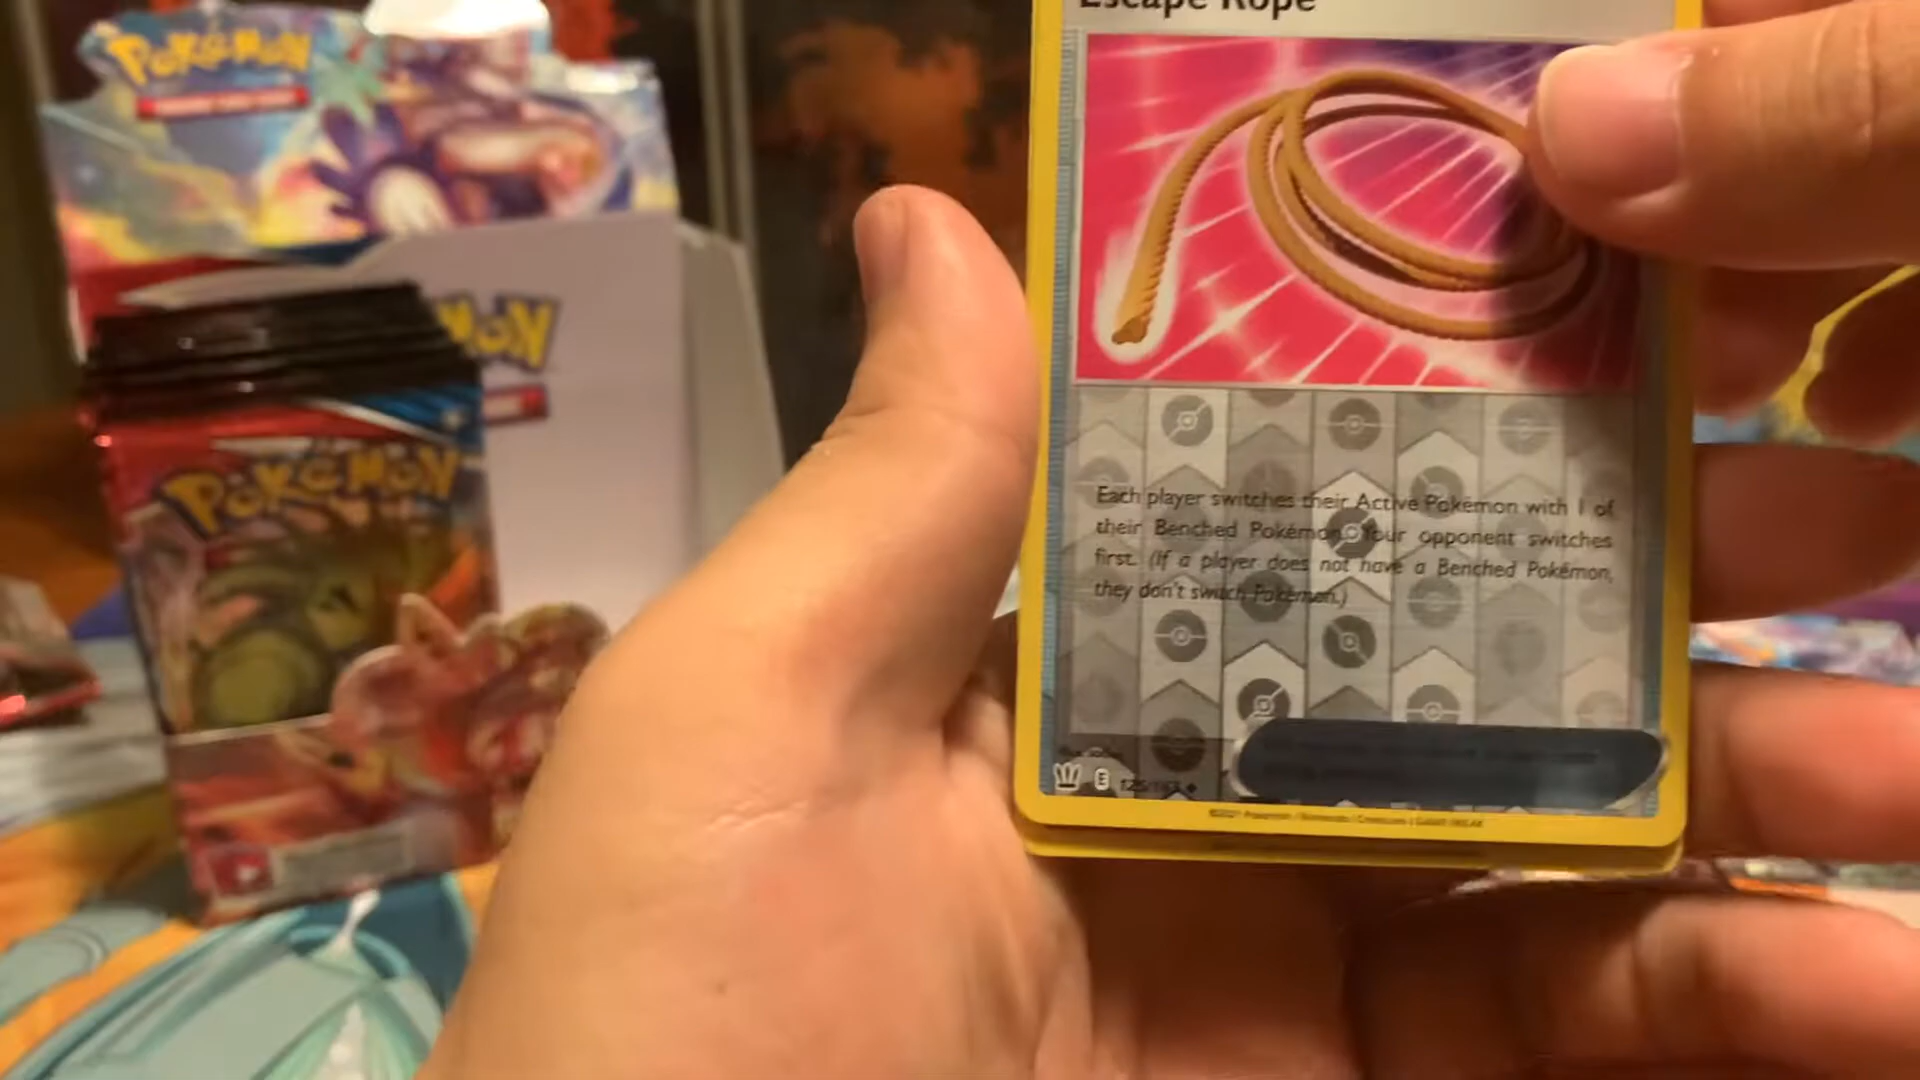 POKéMON
Escape Rope
MON
POKéMON
Each player switches their Active Pokémon with 1 of
their Benched Pokémon. Your opponent switches
first. (If a player does not have a Benched Pokémon,
they don't switch Pokémon.)
E